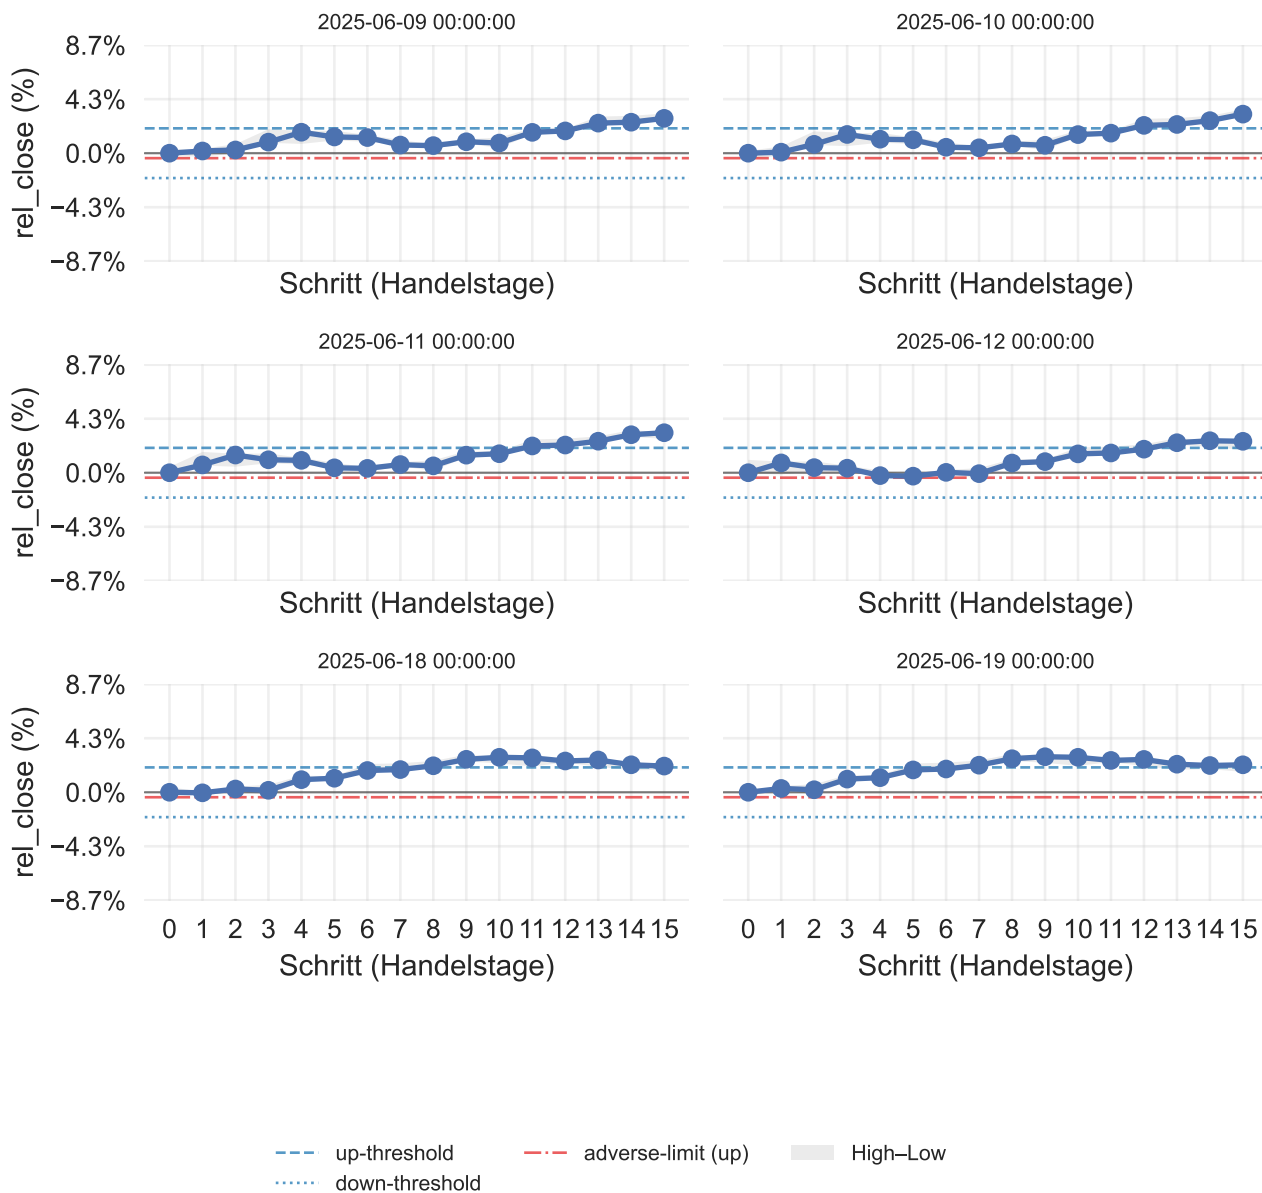 2025-06-09 00:00:00
2025-06-10 00:00:00
rel_close (%)
8.7%
4.3%
0.0%
−4.3%
−8.7%
Schritt (Handelstage)
Schritt (Handelstage)
2025-06-11 00:00:00
2025-06-12 00:00:00
rel_close (%)
8.7%
4.3%
0.0%
−4.3%
−8.7%
Schritt (Handelstage)
Schritt (Handelstage)
2025-06-18 00:00:00
2025-06-19 00:00:00
rel_close (%)
8.7%
4.3%
0.0%
−4.3%
−8.7%
0 1 2 3 4 5 6 7 8 9 10 11 12 13 14 15
0 1 2 3 4 5 6 7 8 9 10 11 12 13 14 15
Schritt (Handelstage)
Schritt (Handelstage)
up-threshold
adverse-limit (up)
High–Low
down-threshold